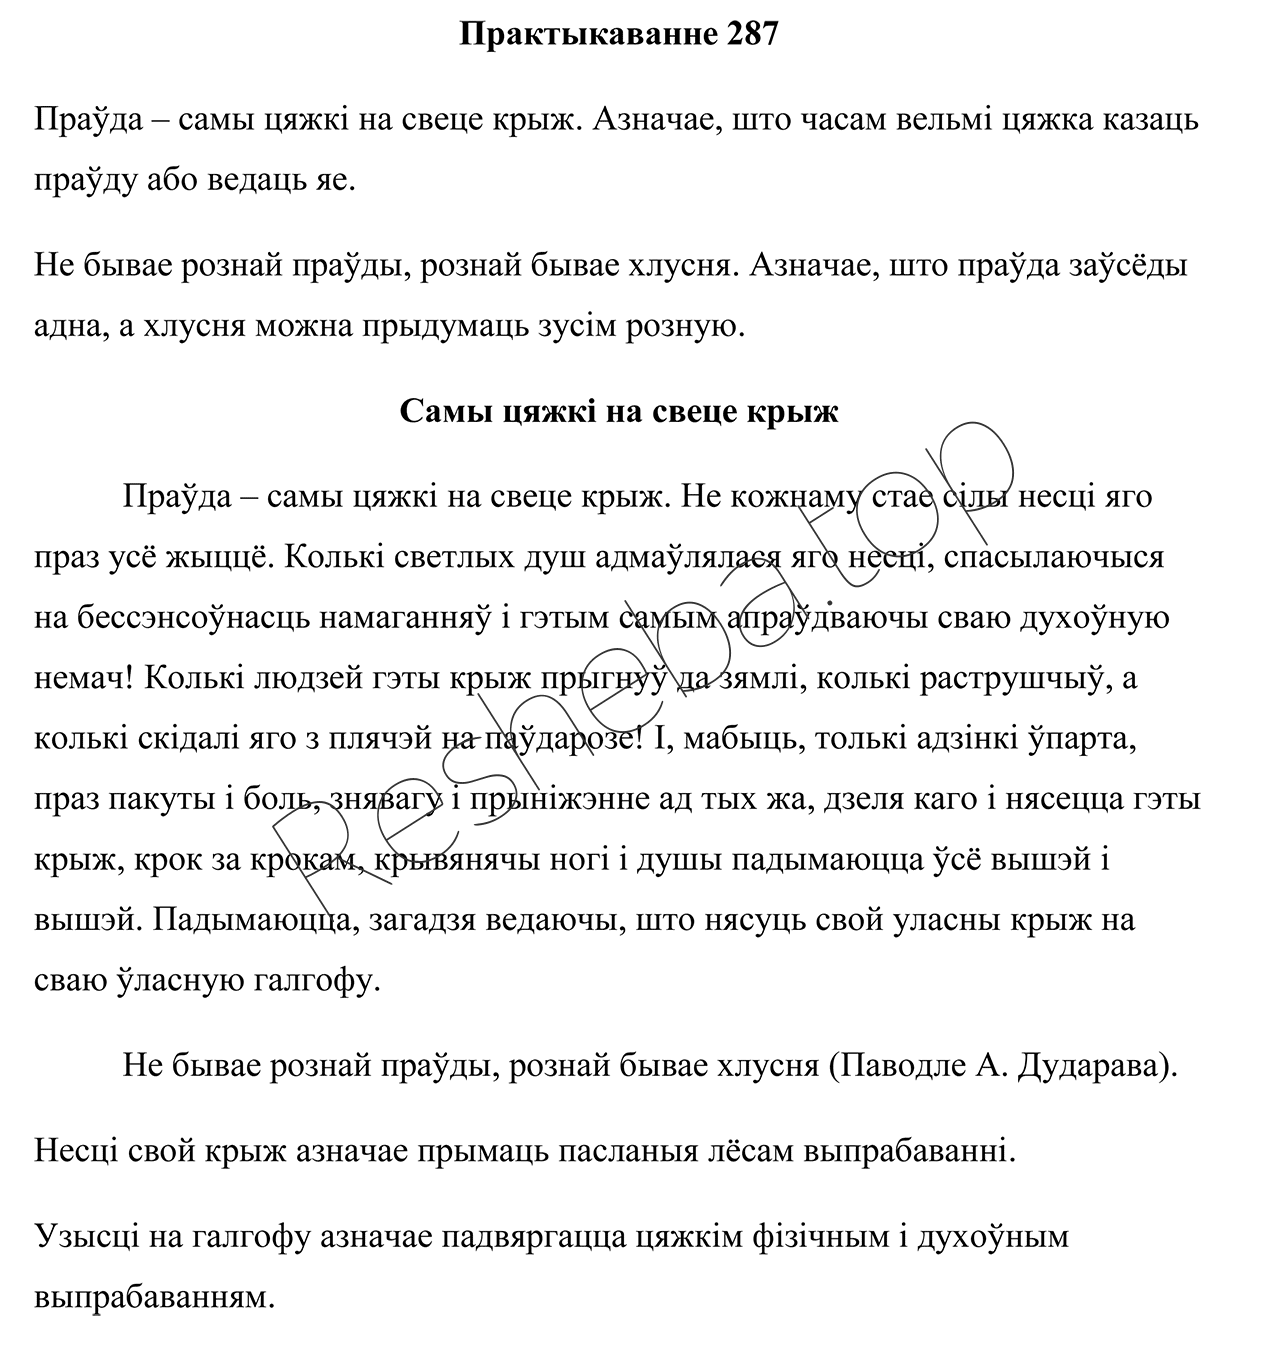 Практыкаванне 287
Праўда – самы цяжкі на свеце крыж. Азначае, што часам вельмі цяжка казаць
праўду або ведаць яе.
Не бывае рознай праўды, рознай бывае хлусня. Азначае, што праўда заўсёды
адна, а хлусня можна прыдумаць зусім розную.
Самы цяжкі на свеце крыж
Праўда – самы цяжкі на свеце крыж. Не кожнаму стае сілы несці яго
праз усё жыццё. Колькі светлых душ адмаўлялася яго несці, спасылаючыся
на бессэнсоўнасць намаганняў і гэтым самым апраўдваючы сваю духоўную
немач! Колькі людзей гэты крыж прыгнуў да зямлі, колькі раструшчыў, а
колькі скідалі яго з плячэй на паўдарозе! І, мабыць, толькі адзінкі ўпарта,
праз пакуты і боль, знявагу і прыніжэнне ад тых жа, дзеля каго і нясецца гэты
крыж, крок за крокам, крывянячы ногі і душы падымаюцца ўсё вышэй і
вышэй. Падымаюцца, загадзя ведаючы, што нясуць свой уласны крыж на
сваю ўласную галгофу.
Не бывае рознай праўды, рознай бывае хлусня (Паводле А. Дударава).
Несці свой крыж азначае прымаць пасланыя лёсам выпрабаванні.
Узысці на галгофу азначае падвяргацца цяжкім фізічным і духоўным
выпрабаванням.
Resheba.top